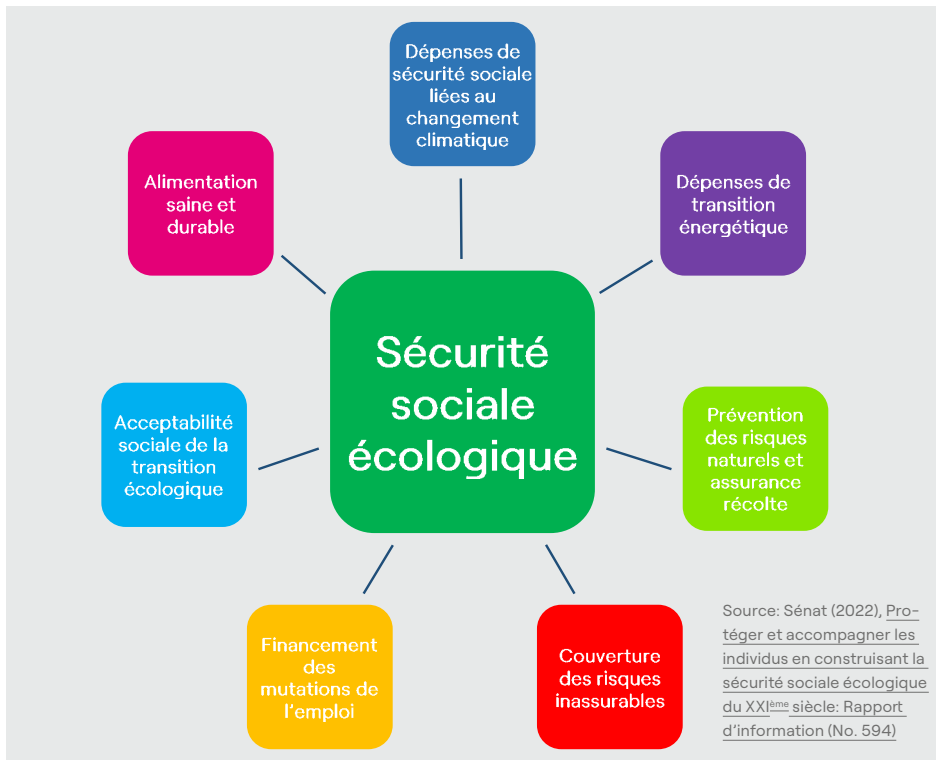 Dépenses de
sécurité sociale
liées au
changement
climatique
Alimentation
saine et
durable
Dépenses de
transition
énergétique
Sécurité
sociale
écologique
Acceptabilité
sociale de la
transition
écologique
Prévention
des risques
naturels et
assurance
récolte
Financement
des
mutations de
l'emploi
Couverture
des risques
inassurables
Source: Sénat (2022), Pro-
téger et accompagner les
individus en construisant la
sécurité sociale écologique
du XXIème siècle: Rapport
d'information (No. 594)